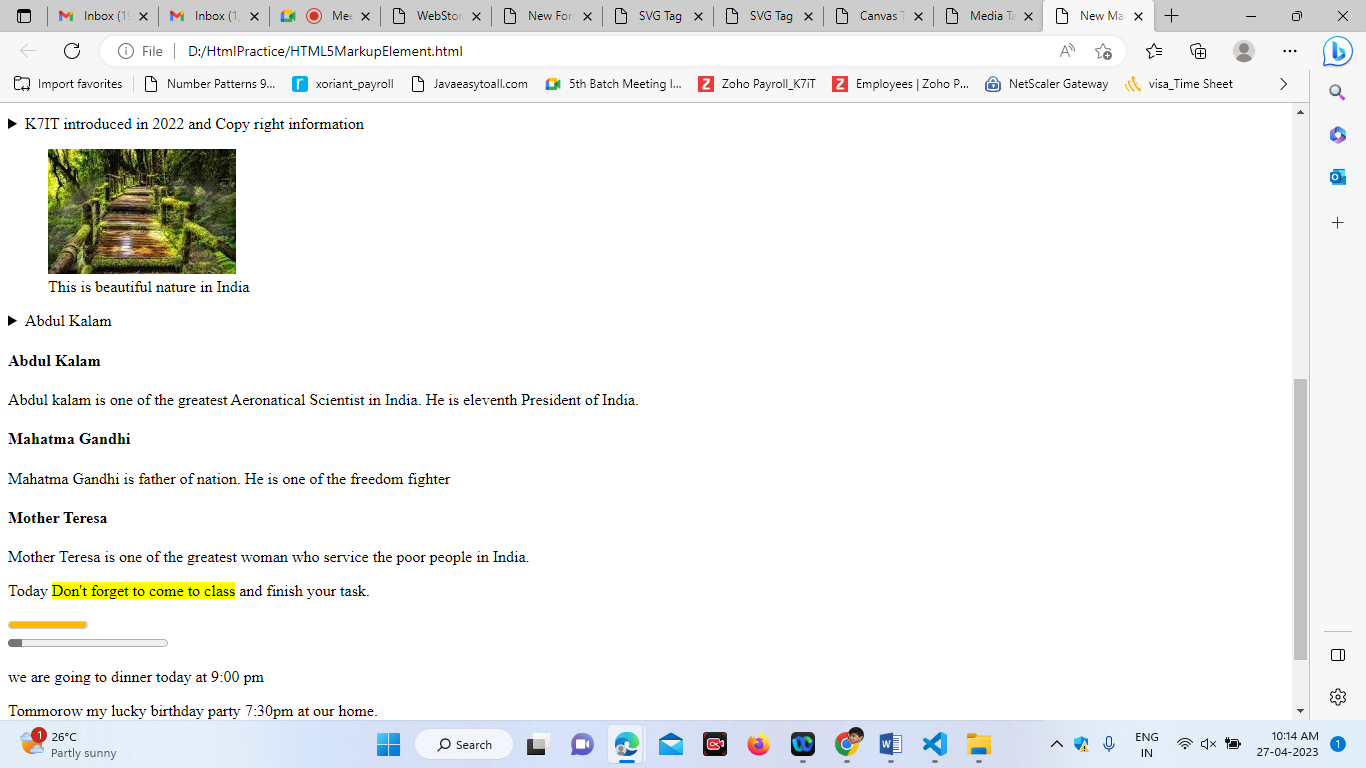 Inbox (19
Inbox (1,
Mee
WebStor
New For
SVG Tag
SVG Tag
Canvas T
Media Ta
New Ma
File
D:/HtmlPractice/HTML5MarkupElement.html
Import favorites
Number Patterns 9...
xoriant_payroll
Javaeasytoall.com
5th Batch Meeting I...
Zoho Payroll_K7iT
Employees | Zoho P...
NetScaler Gateway
visa_Time Sheet
K7IT introduced in 2022 and Copy right information
This is beautiful nature in India
Abdul Kalam
Abdul Kalam
Abdul kalam is one of the greatest Aeronatical Scientist in India. He is eleventh President of India.
Mahatma Gandhi
Mahatma Gandhi is father of nation. He is one of the freedom fighter
Mother Teresa
Mother Teresa is one of the greatest woman who service the poor people in India.
Today Don't forget to come to class and finish your task.
we are going to dinner today at 9:00 pm
Tommorow my lucky birthday party 7:30pm at our home.
1
26°C
Partly sunny
Search
ENG
IN
10:14 AM
27-04-2023
1